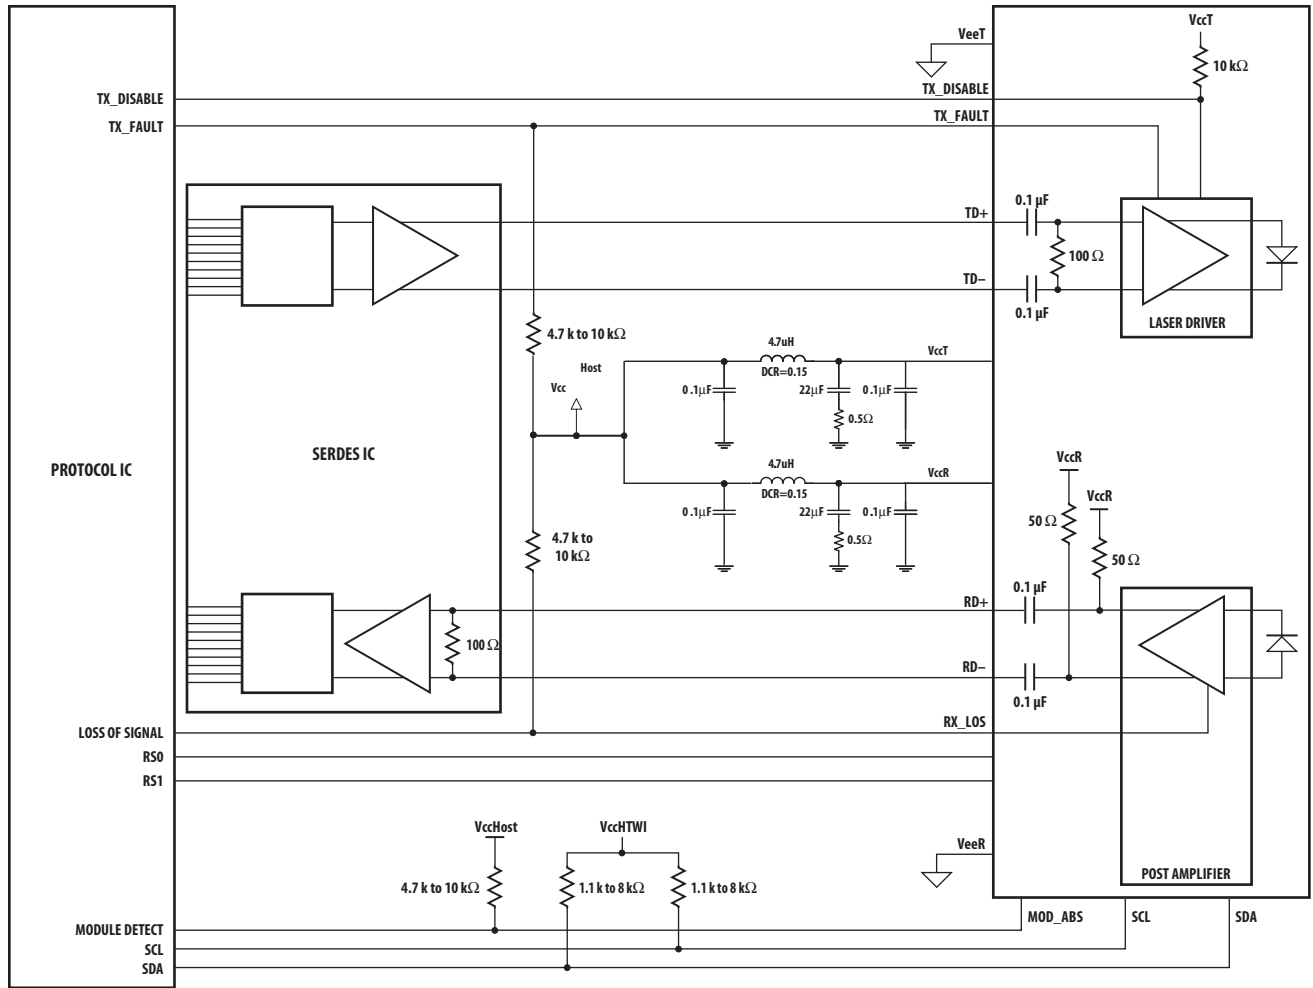 VccT
VeeT
10 kΩ
TX_DISABLE
TX_DISABLE
TX_FAULT
TX_FAULT
0.1 µF
TD+
100 Ω
TD–
0.1 µF
LASER DRIVER
4.7 k to 10 kΩ
4.7uH
VccT
Host
DCR=0.15
Vcc
0.1µF
22µF
0.1µF
0.5Ω
SERDES IC
PROTOCOL IC
4.7uH
VccR
VccR
DCR=0.15
VccR
0.1µF
22µF
0.1µF
50 Ω
4.7 k to
10 kΩ
0.5Ω
50 Ω
0.1 µF
RD+
100 Ω
RD–
0.1 µF
LOSS OF SIGNAL
RX_LOS
RS0
RS1
VccHost
VccHTWI
VeeR
4.7 k to 10 kΩ
1.1 k to 8 kΩ
1.1 k to 8 kΩ
POST AMPLIFIER
MODULE DETECT
MOD_ABS
SCL
SDA
SCL
SDA